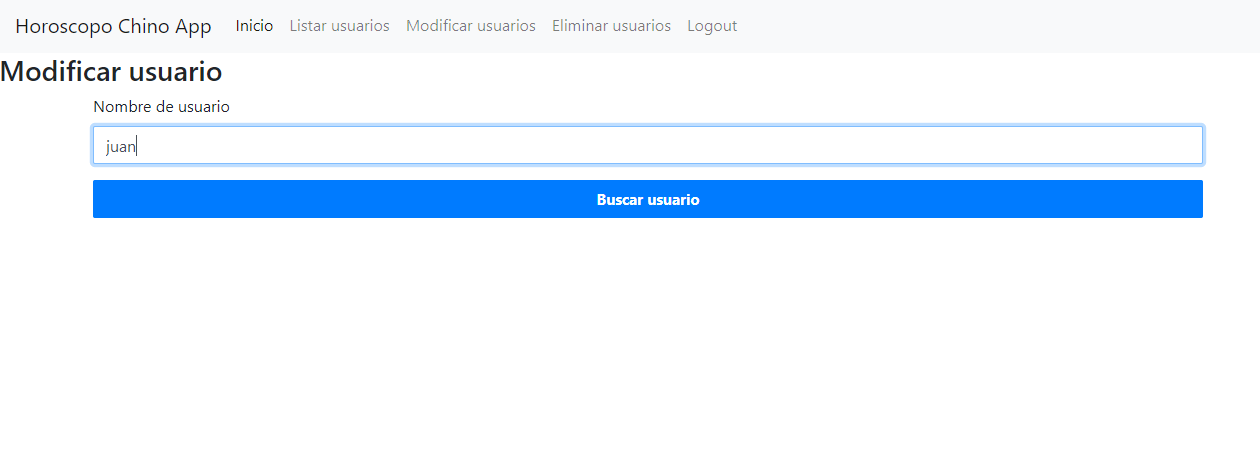 Horoscopo Chino App Inicio Listar usuarios Modificar usuarios Eliminar usuarios Logout
Modificar usuario
Nombre de usuario
juan
Buscar usuario